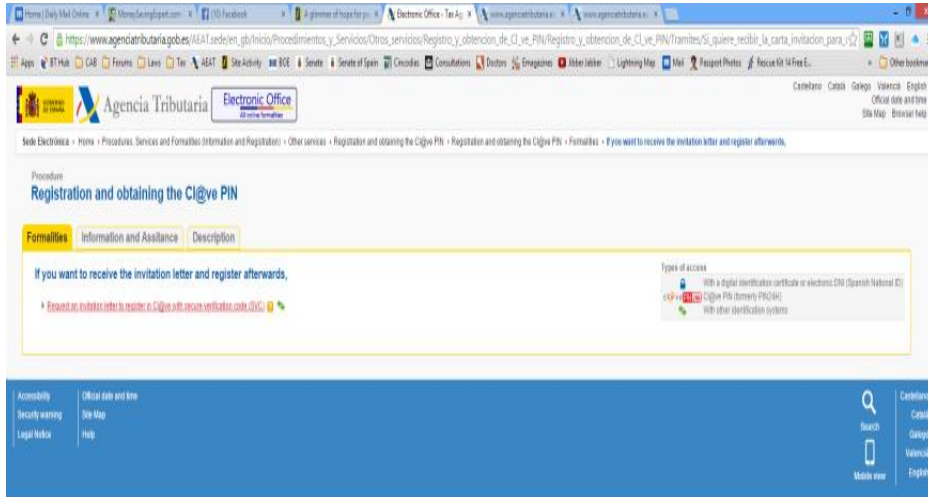 Home | Daily Mail Online
MoneySavingExpert.com
(1) Facebook
A glimmer of hope for
Electronic Office - Tax Ag
www.agenciatributaria.e
www.agenciatributaria.e
https://www.agenciatributaria.gob.es/AEAT.sede/en_gb/Inicio/Procedimientos_y_Servicios/Otros_servicios/Registro_y_obtencion_de_Cl_ve_PIN/Registro_y_obtencion_de_Cl_ve_PIN/Tramites/Si_quiere_recibir_la_carta_invitacion_para_
Apps BT Hub CAB Forums Laws Tax AEAT Site Activity BOE Senate Senate of Spain Consultations Doctors Emagazines Jibber Jabber Lightning Map Mail Passport Photos Rescue Kit 14 Free E... Other bookma
Castellano Català Galego Valencià English
Official date and time
Site Map Browser help
Agencia Tributaria
Electronic Office
All online formalities
Sede Electrónica Home Procedures, Services and Formalities (Information and Registration) Other services Registration and obtaining the Cl@ve PIN Registration and obtaining the Cl@ve PIN Formalities If you want to receive the invitation letter and register afterwards,
Procedure
Registration and obtaining the Cl@ve PIN
Formalities Information and Assitance Description
If you want to receive the invitation letter and register afterwards,
Request an invitation letter to register in Cl@ve with secure verification code (SVC)
Types of access
With a digital identification certificate or electronic DNI (Spanish National ID)
Cl@ve PIN (formerly PIN24H)
With other identification systems
Accessibility
Security warning
Legal Notice
Official date and time
Site Map
Help
Search
Mobile view
Castellano
Català
Galego
Valencià
English